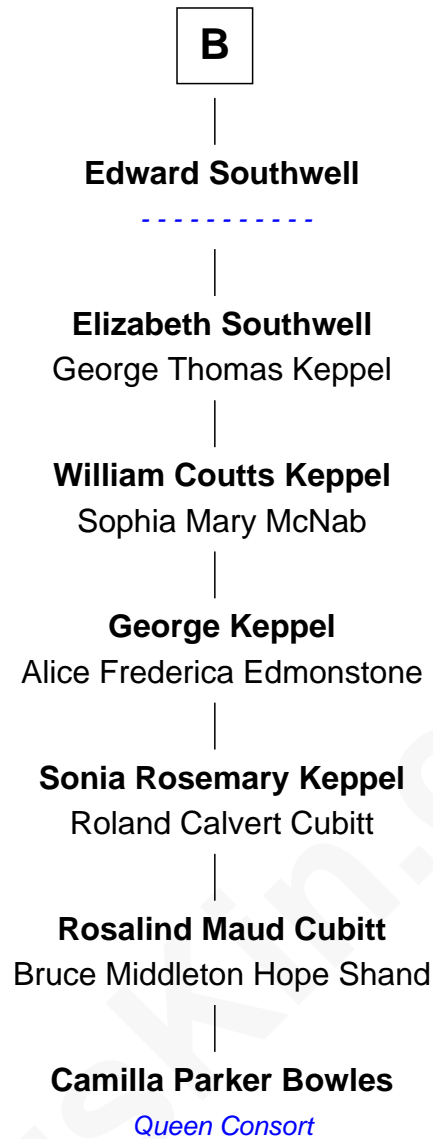 B
Edward Southwell
- - - - - - - - - - -
Elizabeth Southwell
George Thomas Keppel
William Coutts Keppel
Sophia Mary McNab
George Keppel
Alice Frederica Edmonstone
Sonia Rosemary Keppel
Roland Calvert Cubitt
Rosalind Maud Cubitt
Bruce Middleton Hope Shand
Camilla Parker Bowles
Queen Consort